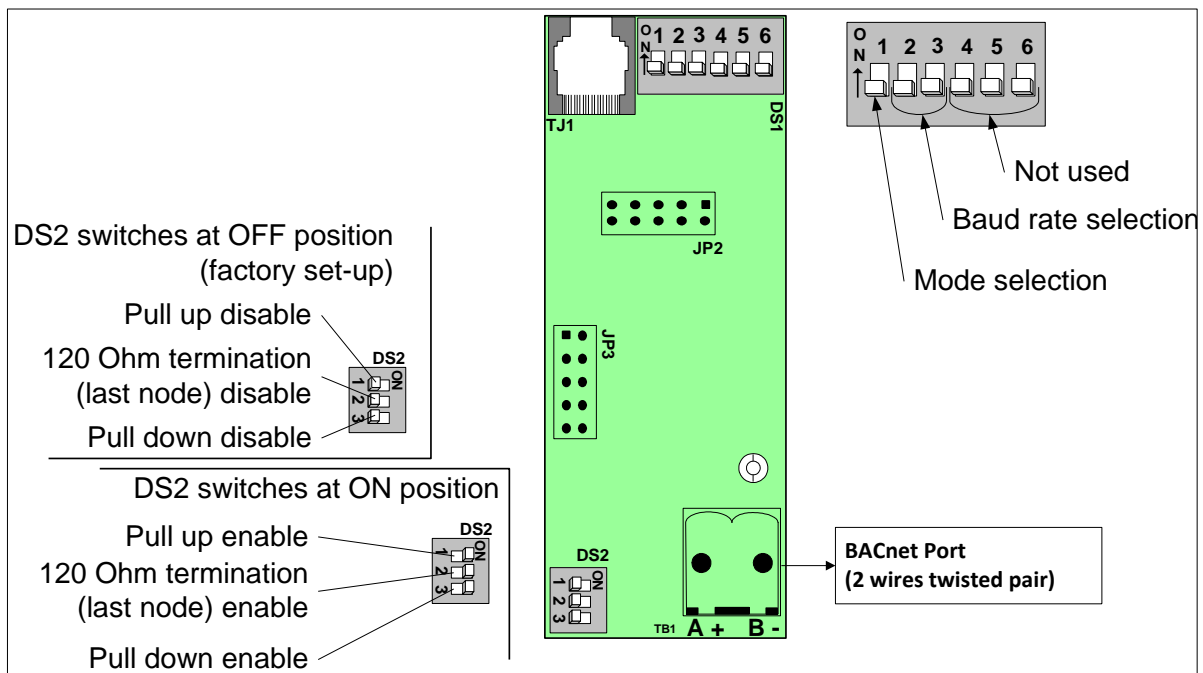 O
N
1 2 3 4 5 6
TJ1
DS1
JP2
JP3
DS2
ON
1
2
3
TB1
A + B -
O
N
1 2 3 4 5 6
Not used
Baud rate selection
Mode selection
DS2 switches at OFF position
(factory set-up)
Pull up disable
120 Ohm termination
(last node) disable
Pull down disable
DS2
ON
1
2
3
DS2 switches at ON position
Pull up enable
120 Ohm termination
(last node) enable
Pull down enable
DS2
ON
1
2
3
BACnet Port
(2 wires twisted pair)